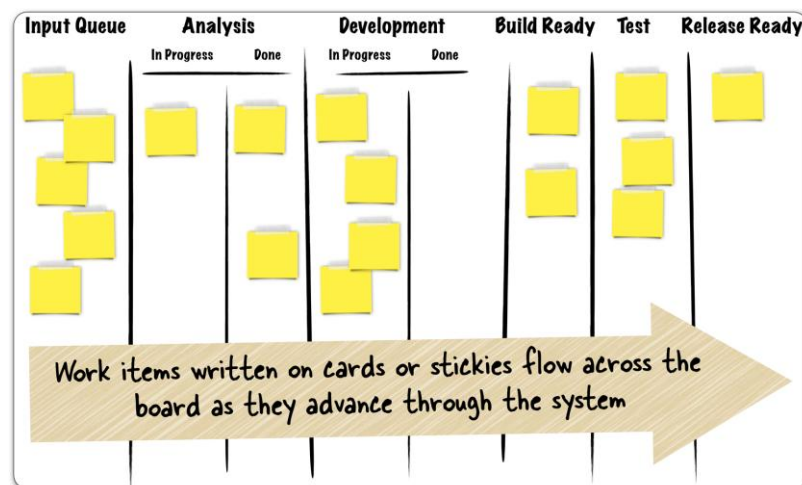 Input Queue Analysis Development Build Ready Test Release Ready
In Progress Done In Progress Done
Work items written on cards or stickies flow across the
board as they advance through the system